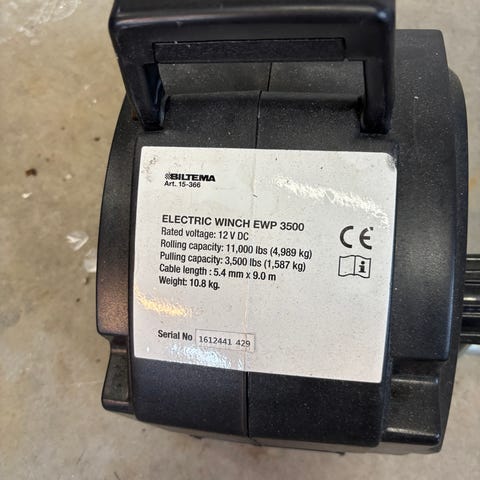 BILTEMA
Art. 15-366
ELECTRIC WINCH EWP 3500
Rated voltage: 12 V DC
Rolling capacity: 11,000 lbs (4,989 kg)
Pulling capacity: 3,500 lbs (1,587 kg)
Cable length : 5.4 mm x 9.0 m
Weight: 10.8 kg.
CE
i
Serial No 1612441 429